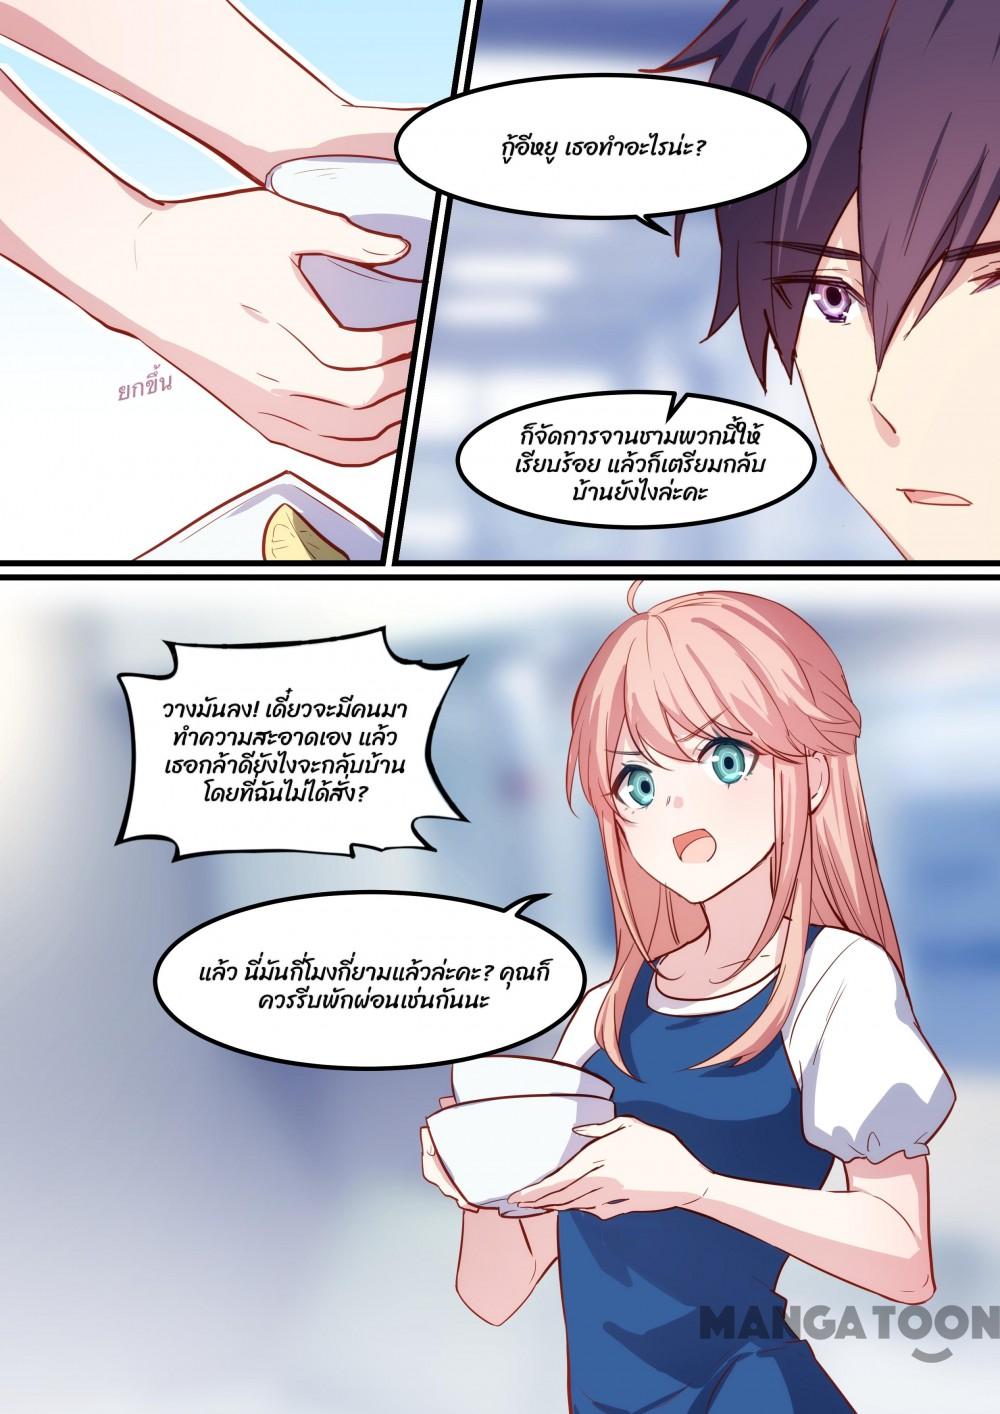 กู้อีหยู เธอทำอะไรน่ะ?
ยกขึ้น
ก็จัดการจานชามพวกนี้ให้
เรียบร้อย แล้วก็เตรียมกลับ
บ้านยังไงล่ะคะ
วางมันลง! เดี๋ยวจะมีคนมา
ทำความสะอาดเอง แล้ว
เธอกล้าดียังไงจะกลับบ้าน
โดยที่ฉันไม่ได้สั่ง?
แล้ว นี่มันกี่โมงกี่ยามแล้วล่ะคะ? คุณก็
ควรรีบพักผ่อนเช่นกันนะ
MANGATOON